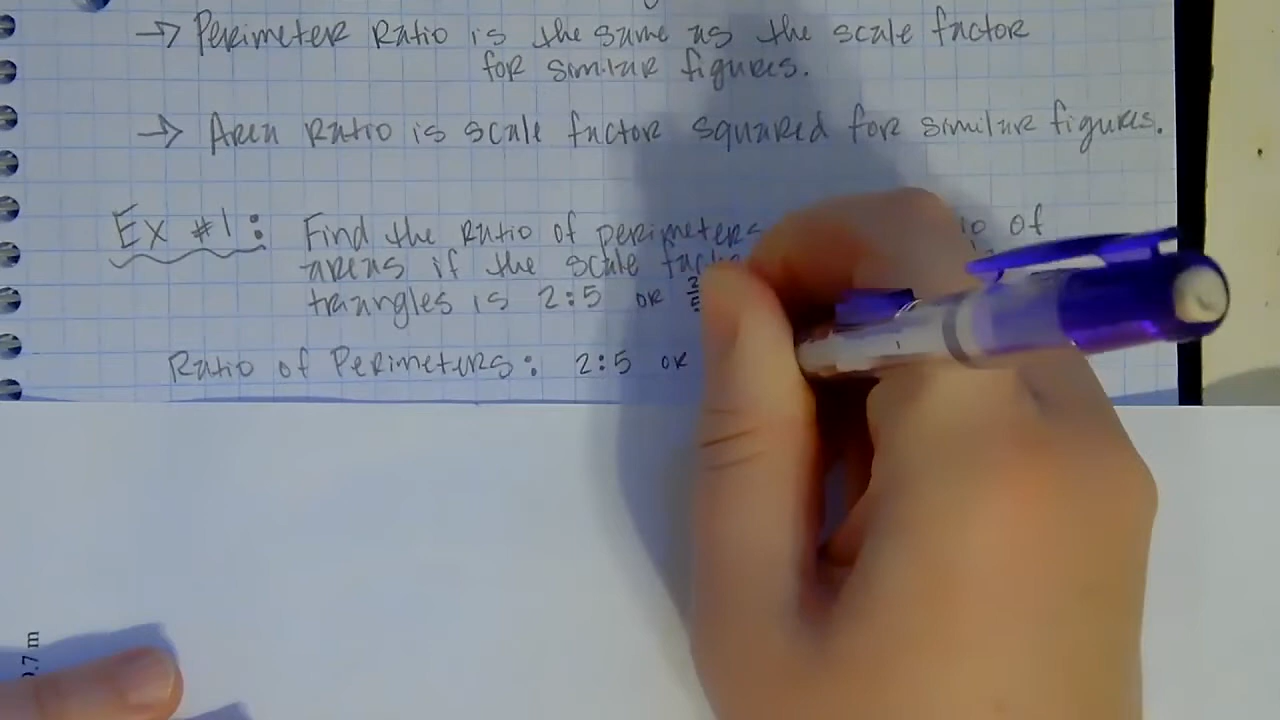 → Perimeter Ratio is the same as the scale factor
for similar figures.
→ Area Ratio is scale factor squared for similar figures.
Ex #1: Find the Ratio of perimeters of
areas if the scale
triangles is 2:5 or
Ratio of Perimeters: 2:5 or
.7 m